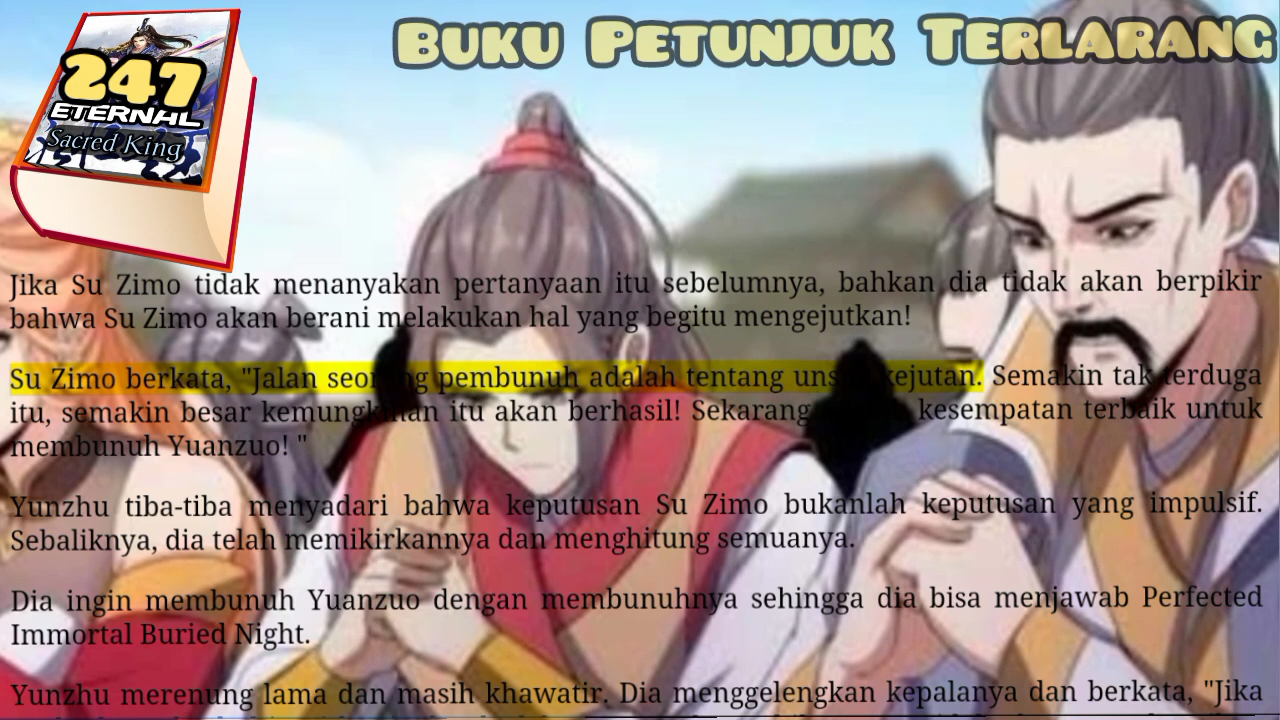 Buku Petunjuk Terlarang
247
ETERNAL
Sacred King
Jika Su Zimo tidak menanyakan pertanyaan itu sebelumnya, bahkan dia tidak akan berpikir
bahwa Su Zimo akan berani melakukan hal yang begitu mengejutkan!
Su Zimo berkata, "Jalan seorang pembunuh adalah tentang unsur kejutan. Semakin tak terduga
itu, semakin besar kemungkinan itu akan berhasil! Sekarang kesempatan terbaik untuk
membunuh Yuanzuo! "
Yunzhu tiba-tiba menyadari bahwa keputusan Su Zimo bukanlah keputusan yang impulsif.
Sebaliknya, dia telah memikirkannya dan menghitung semuanya.
Dia ingin membunuh Yuanzuo dengan membunuhnya sehingga dia bisa menjawab Perfected
Immortal Buried Night.
Yunzhu merenung lama dan masih khawatir. Dia menggelengkan kepalanya dan berkata, "Jika